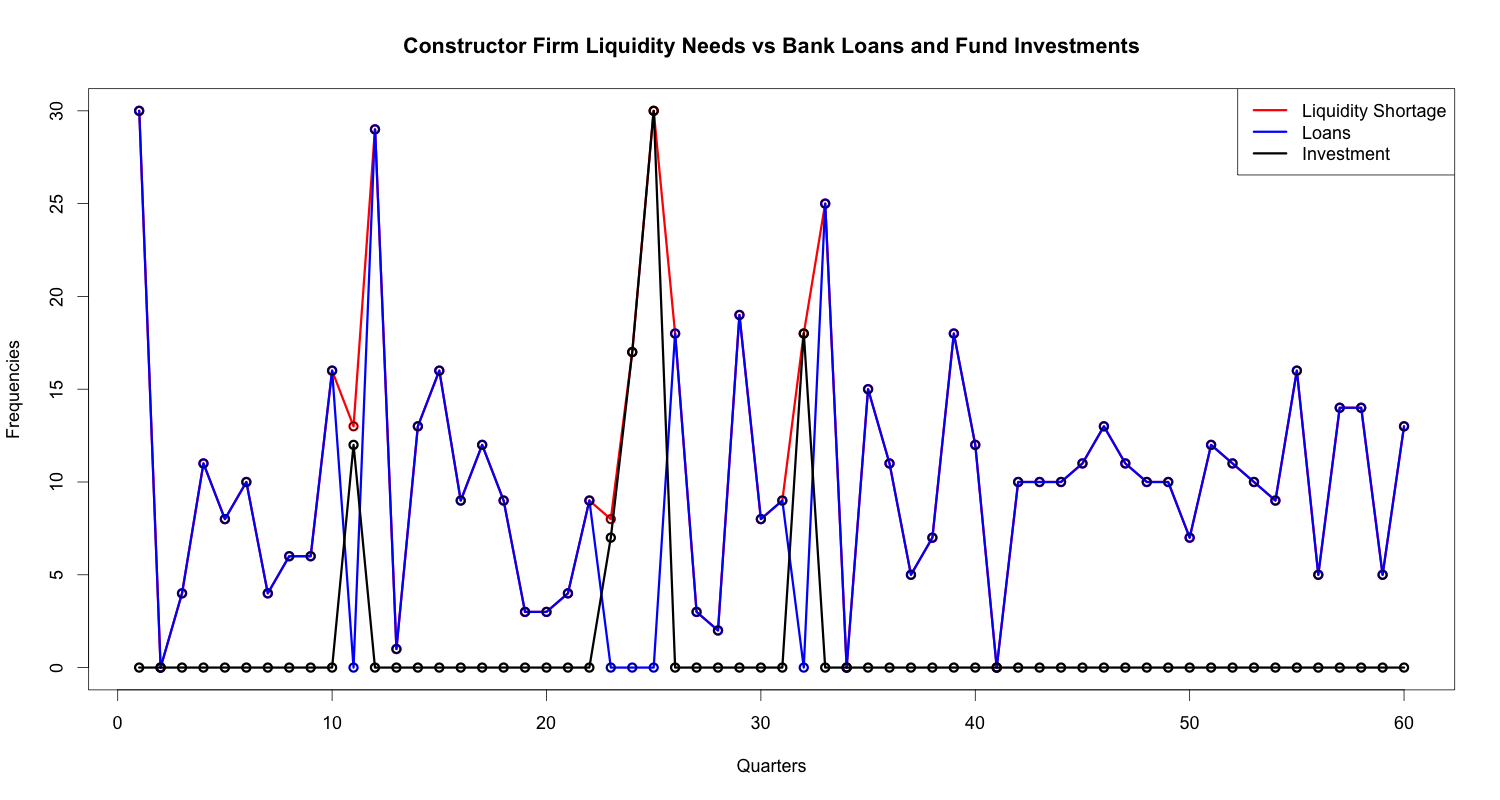 Constructor Firm Liquidity Needs vs Bank Loans and Fund Investments
Liquidity Shortage
Loans
Investment
Frequencies
30
25
20
15
10
5
0
0 10 20 30 40 50 60
Quarters